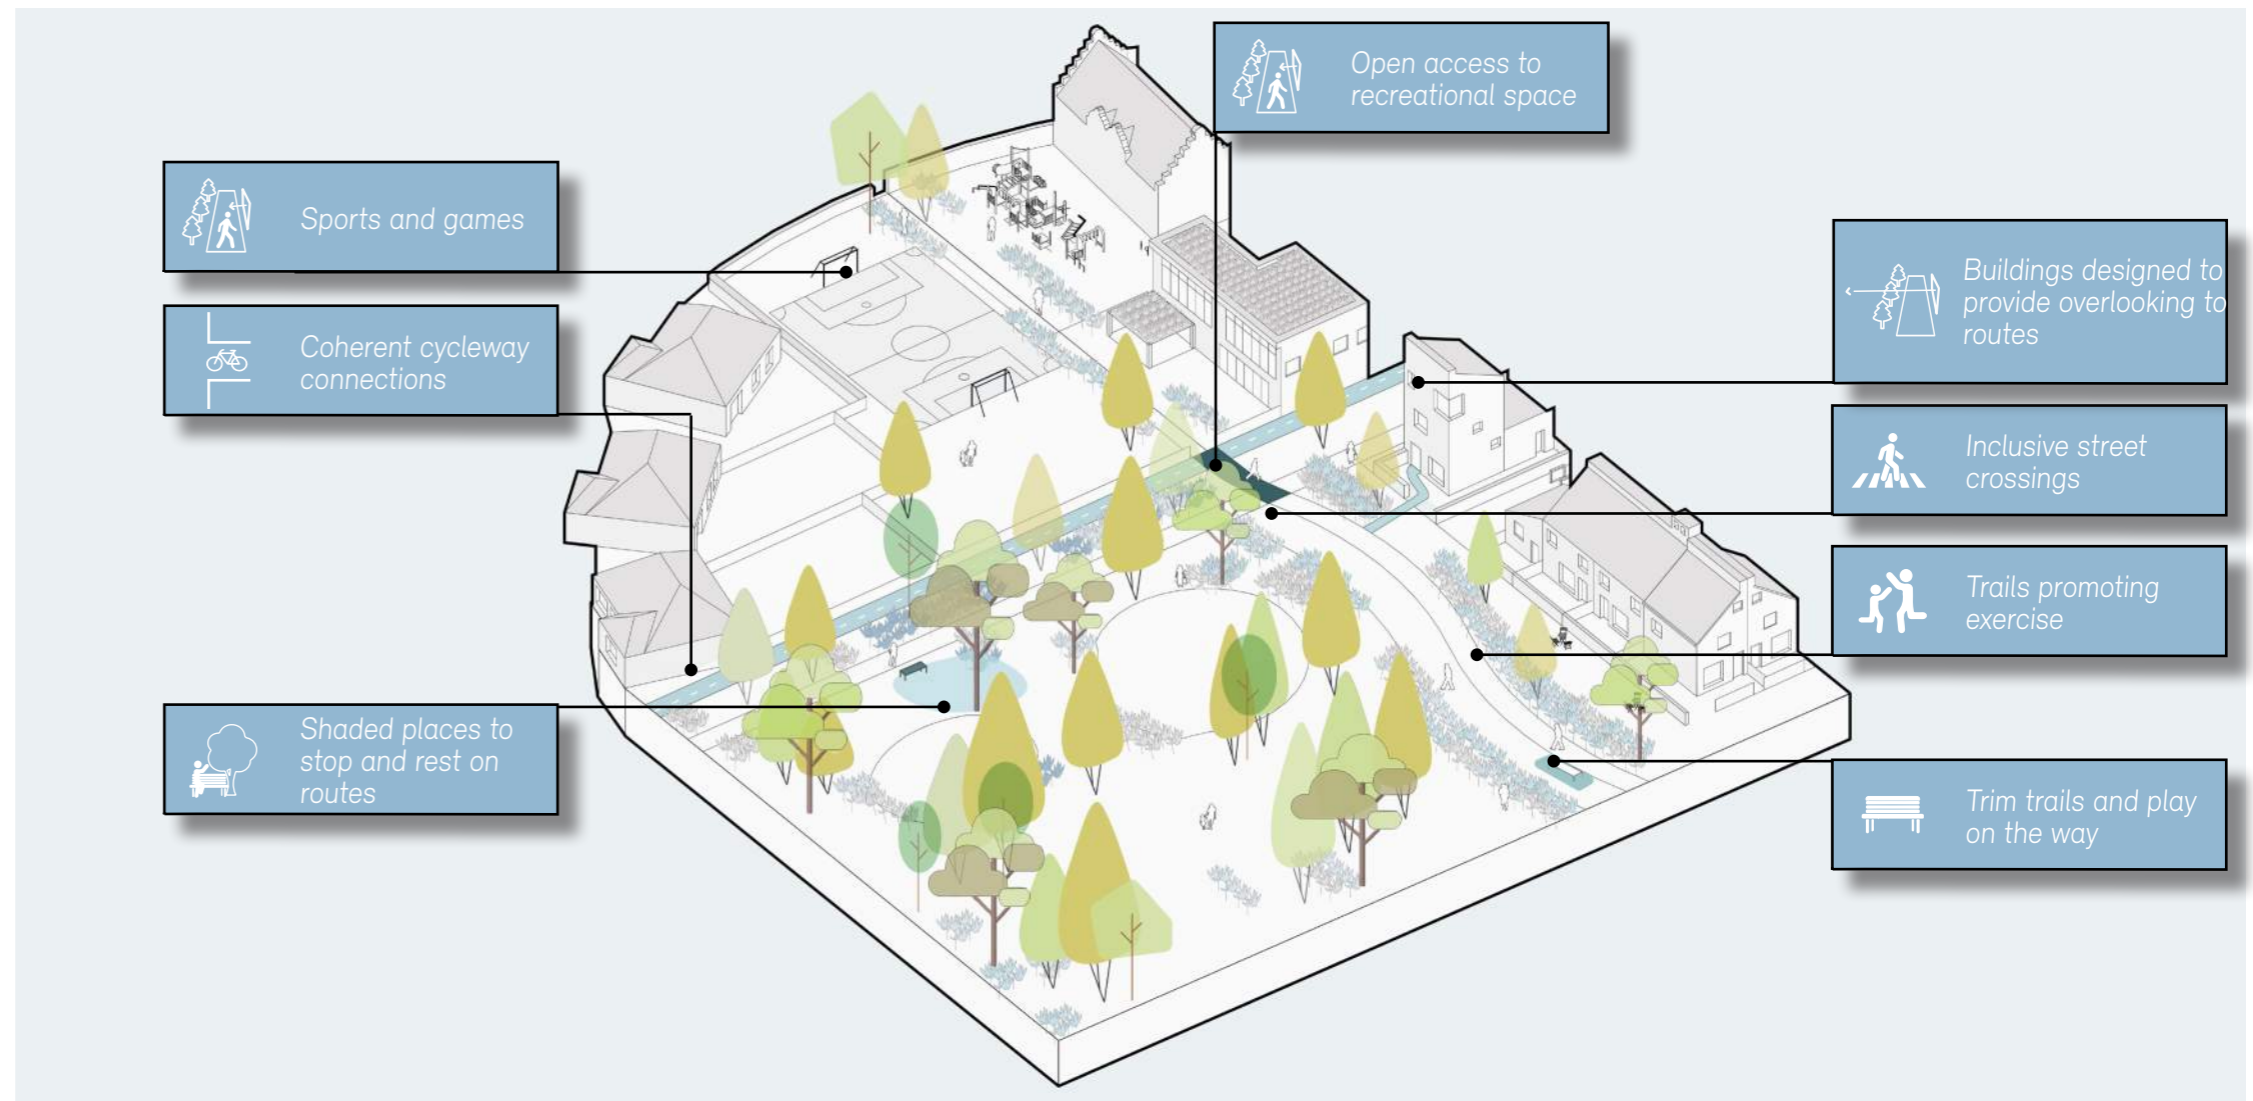 Open access to
recreational space
Sports and games
Coherent cycleway
connections
Shaded places to
stop and rest on
routes
Buildings designed to
provide overlooking to
routes
Inclusive street
crossings
Trails promoting
exercise
Trim trails and play
on the way